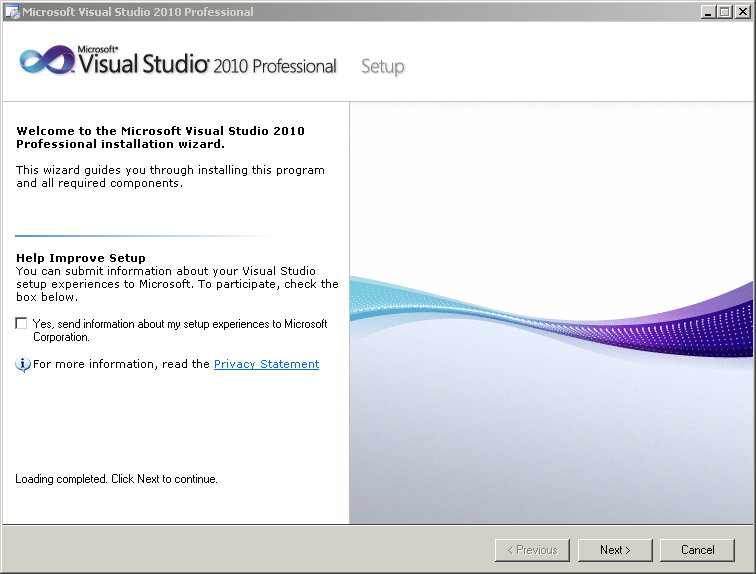 Microsoft Visual Studio 2010 Professional
Microsoft®
Visual Studio® 2010 Professional Setup
Welcome to the Microsoft Visual Studio 2010
Professional installation wizard.
This wizard guides you through installing this program
and all required components.
Help Improve Setup
You can submit information about your Visual Studio
setup experiences to Microsoft. To participate, check the
box below.
Yes, send information about my setup experiences to Microsoft
Corporation.
For more information, read the Privacy Statement
Loading completed. Click Next to continue.
< Previous Next > Cancel